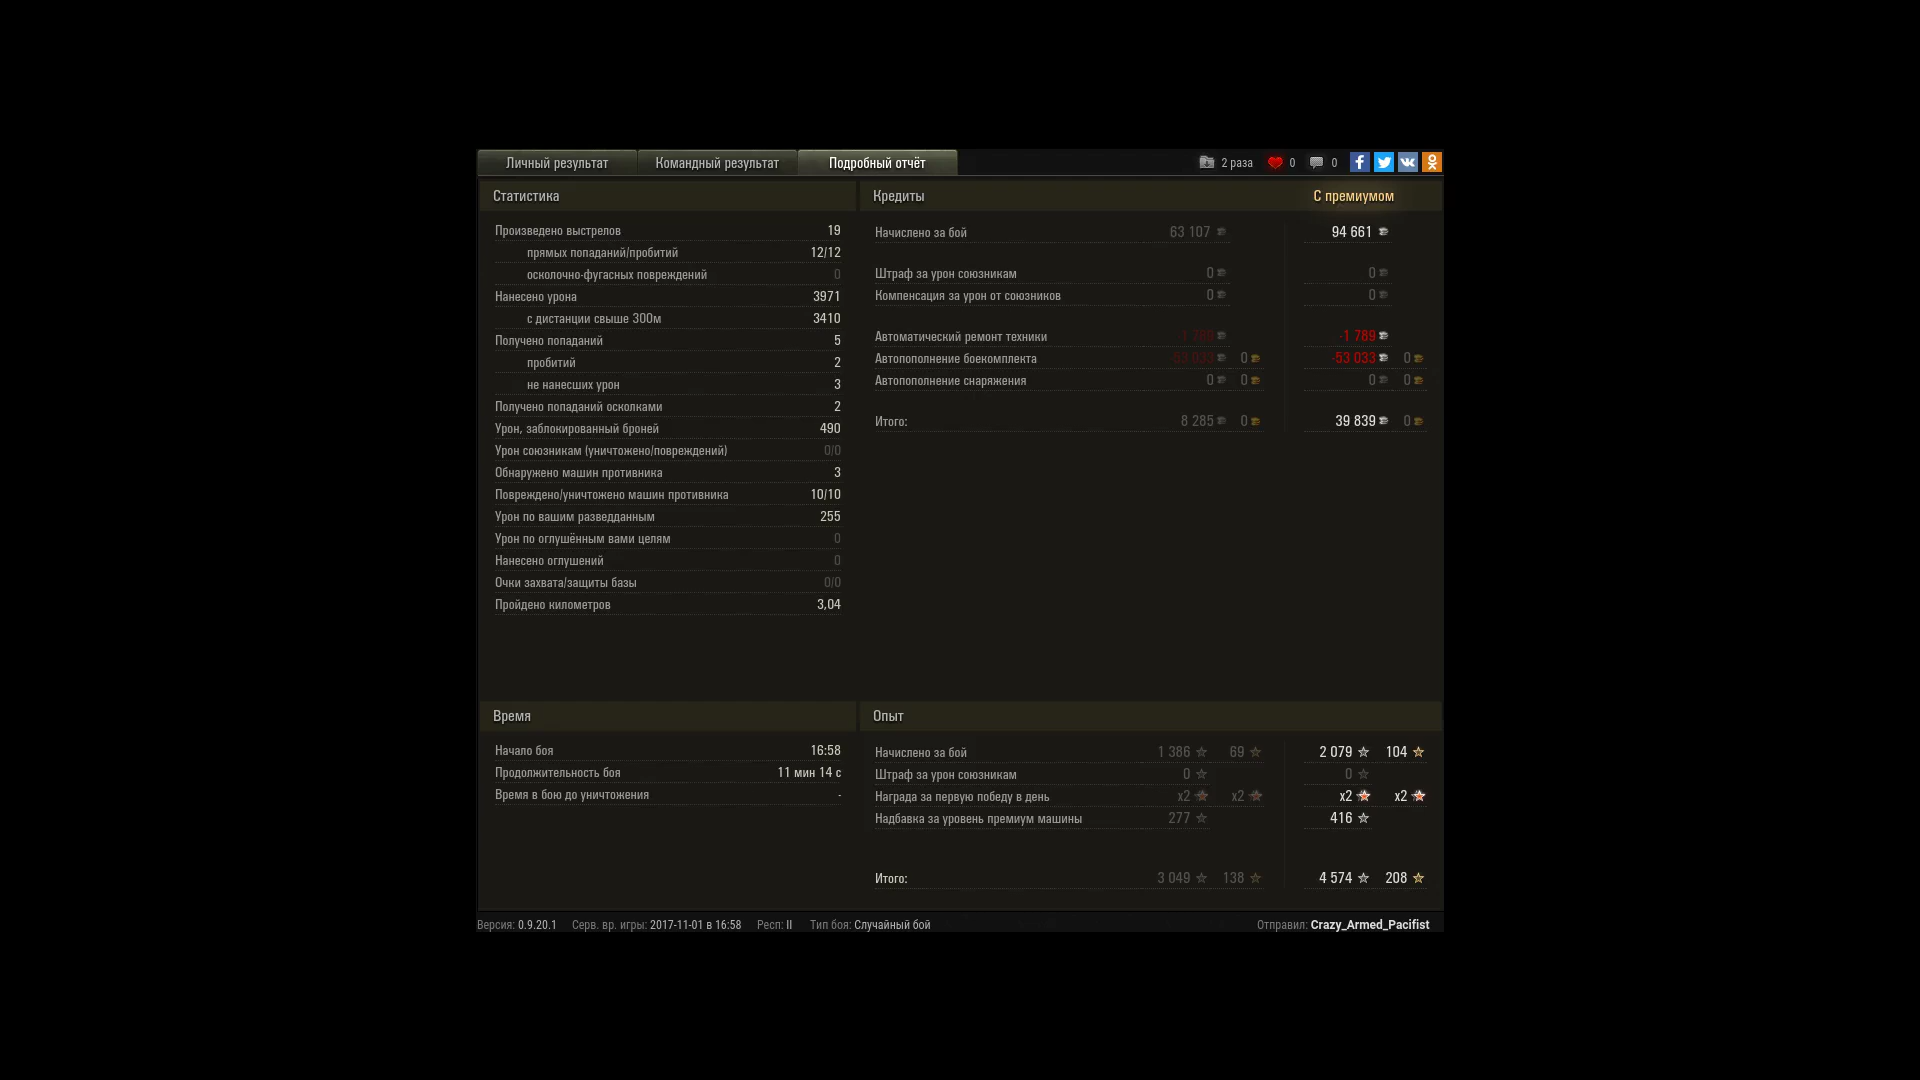 Личный результат Командный результат Подробный отчёт 2 раза 0 0
Статистика
Произведено выстрелов 19
прямых попаданий/пробитий 12/12
осколочно-фугасных повреждений 0
Нанесено урона 3971
с дистанции свыше 300м 3410
Получено попаданий 5
пробитий 2
не нанесших урон 3
Получено попаданий осколками 2
Урон, заблокированный броней 490
Урон союзникам (уничтожено/повреждений) 0/0
Обнаружено машин противника 3
Повреждено/уничтожено машин противника 10/10
Урон по вашим разведданным 255
Урон по оглушённым вами целям 0
Нанесено оглушений 0
Очки захвата/защиты базы 0/0
Пройдено километров 3,04
Кредиты С премиумом
Начислено за бой 63 107 94 661
Штраф за урон союзникам 0 0
Компенсация за урон от союзников 0 0
Автоматический ремонт техники -1 789 -1 789
Автопополнение боекомплекта -53 033 0 -53 033 0
Автопополнение снаряжения 0 0 0 0
Итого: 8 285 0 39 839 0
Время
Начало боя 16:58
Продолжительность боя 11 мин 14 с
Время в бою до уничтожения -
Опыт
Начислено за бой 1 386 69 2 079 104
Штраф за урон союзникам 0 0
Награда за первую победу в день x2 x2 x2 x2
Надбавка за уровень премиум машины 277 416
Итого: 3 049 138 4 574 208
Версия: 0.9.20.1 Серв. вр. игры: 2017-11-01 в 16:58 Респ: II Тип боя: Случайный бой Отправил: Crazy_Armed_Pacifist